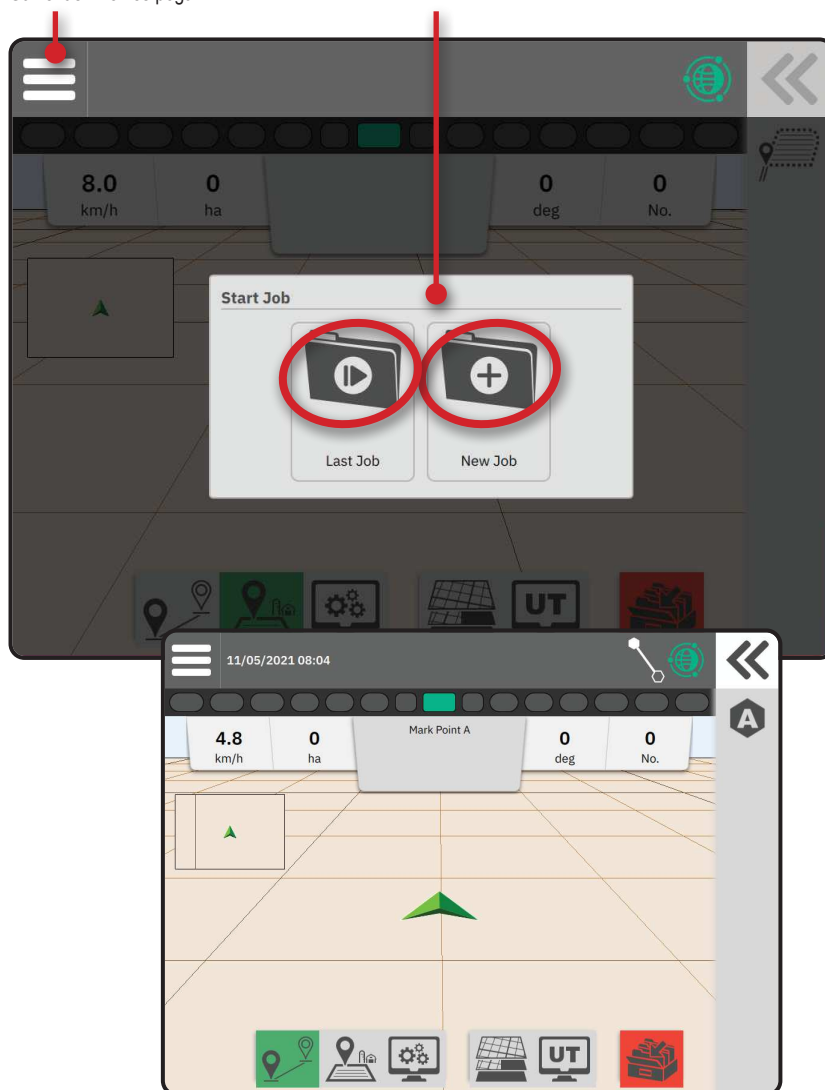 8.0 0 0 0
km/h ha deg No.
Start Job
Last Job New Job
UT
11/05/2021 08:04
A
4.8 0 Mark Point A 0 0
km/h ha deg No.
UT